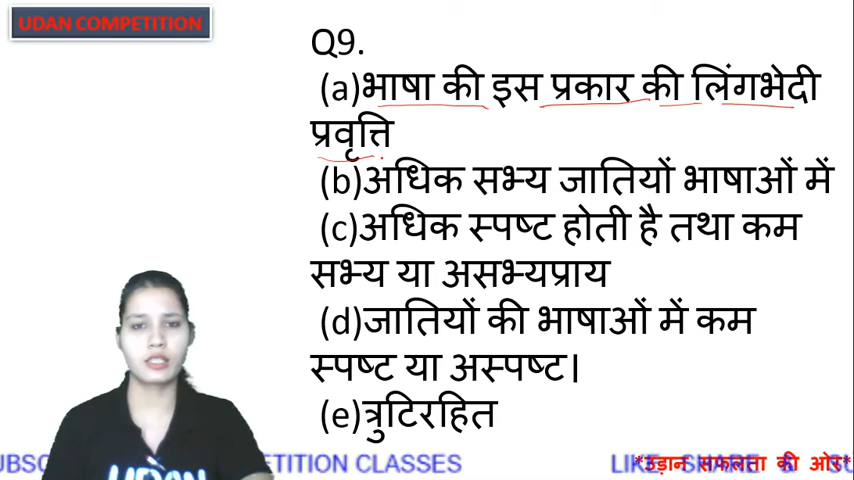 UDAN COMPETITION
Q9.
(a)भाषा की इस प्रकार की लिंगभेदी
प्रवृत्ति
(b)अधिक सभ्य जातियों भाषाओं में
(c)अधिक स्पष्ट होती है तथा कम
सभ्य या असभ्यप्राय
(d)जातियों की भाषाओं में कम
स्पष्ट या अस्पष्ट।
(e)त्रुटिरहित
ETITION CLASSES
LIKE
*उड़ान सफलता की ओर*